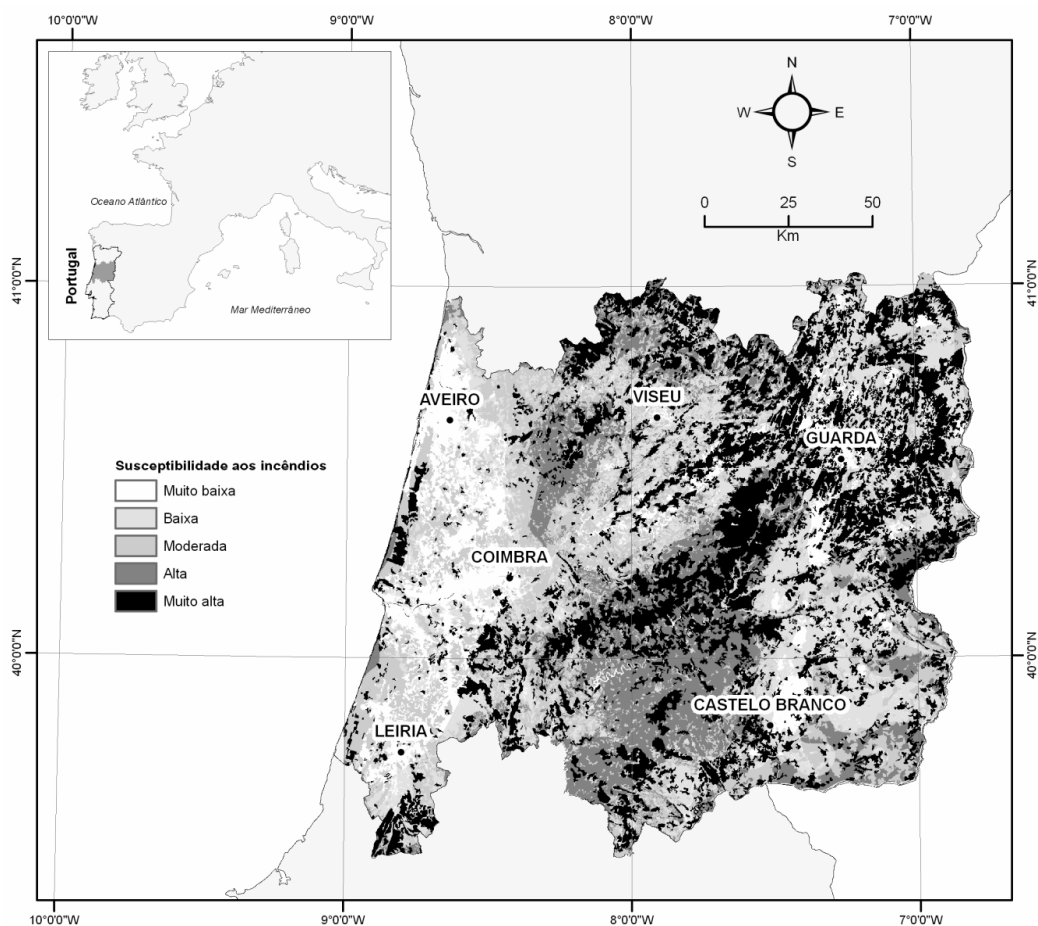 10°0'0"W 9°0'0"W 8°0'0"W 7°0'0"W
Oceano Atlântico
Portugal
Mar Mediterrâneo
N
W E
S
0 25 50
Km
41°0'0"N 41°0'0"N
AVEIRO
VISEU
GUARDA
Susceptibilidade aos incêndios
Muito baixa
Baixa
Moderada
Alta
Muito alta
COIMBRA
40°0'0"N 40°0'0"N
CASTELO BRANCO
LEIRIA
10°0'0"W 9°0'0"W 8°0'0"W 7°0'0"W